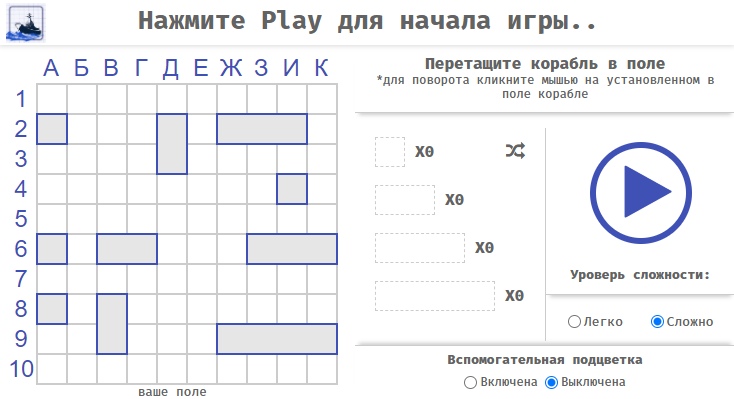 Нажмите Play для начала игры..
А Б В Г Д Е Ж З И К
1
2
3
4
5
6
7
8
9
10
ваше поле
Перетащите корабль в поле
*для поворота кликните мышью на установленном в
поле корабле
X0
X0
X0
X0
Уроверь сложности:
Легко Сложно
Вспомогательная подцветка
Включена Выключена